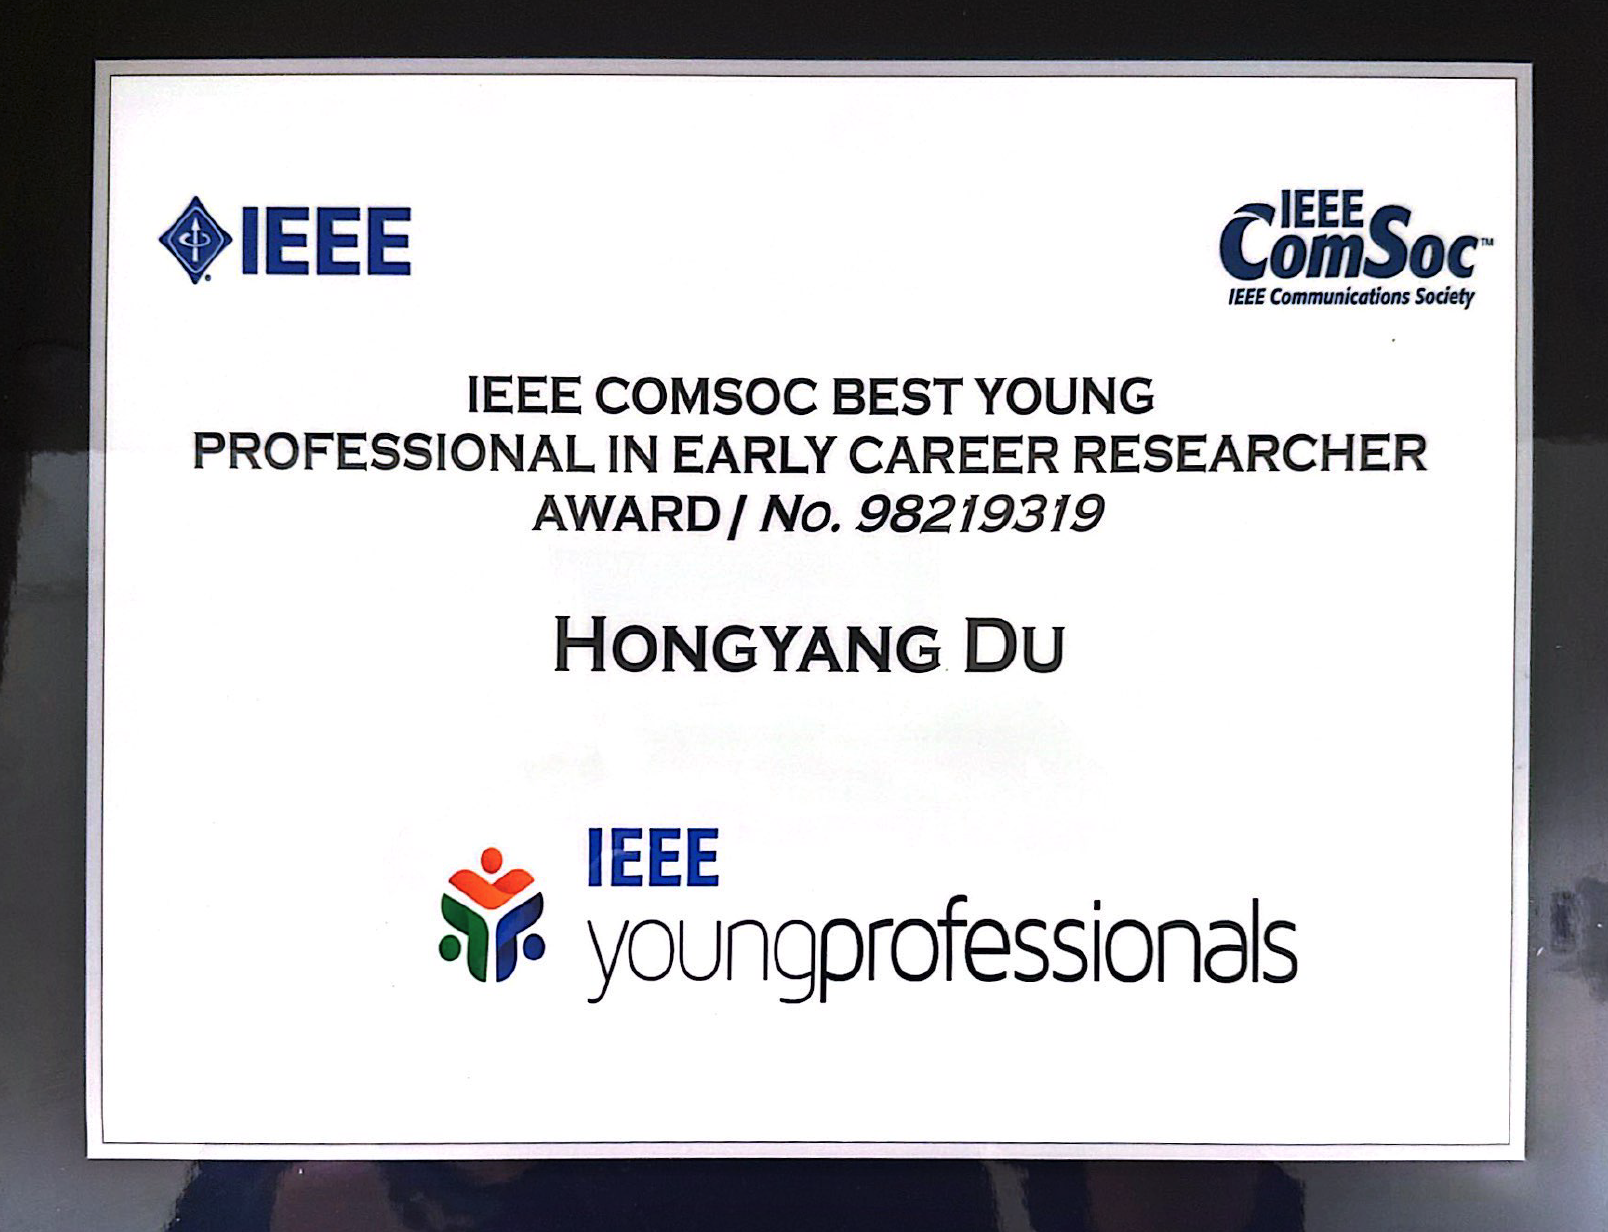 IEEE
IEEE
ComSoc™
IEEE Communications Society
IEEE COMSOC BEST YOUNG
PROFESSIONAL IN EARLY CAREER RESEARCHER
AWARD / No. 98219319
HONGYANG DU
IEEE
youngprofessionals